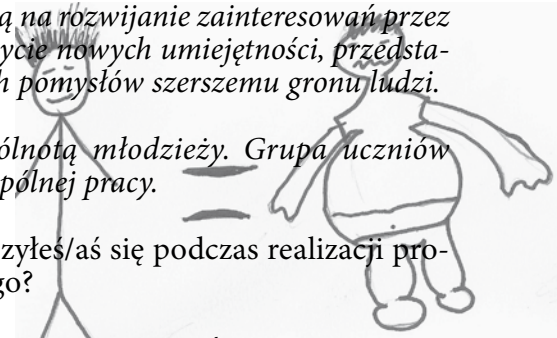 ą na rozwijanie zainteresowań przez
ycie nowych umiejętności, przedsta-
h pomysłów szerszemu gronu ludzi.
ólnotą młodzieży. Grupa uczniów
pólnej pracy.
zyłeś/aś się podczas realizacji pro-
go?